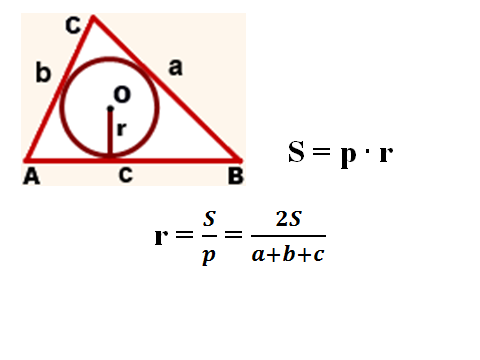 C
b
a
O
r
A
C
B
S = p · r
r = S/p = 2S/(a+b+c)